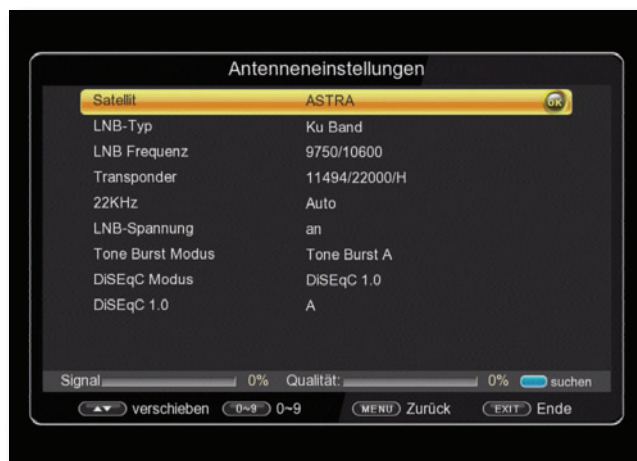 Antenneneinstellungen
Satellit ASTRA OK
LNB-Typ Ku Band
LNB Frequenz 9750/10600
Transponder 11494/22000/H
22KHz Auto
LNB-Spannung an
Tone Burst Modus Tone Burst A
DiSEqC Modus DiSEqC 1.0
DiSEqC 1.0 A
Signal 0% Qualität: 0% suchen
verschieben 0~9 0~9 MENU Zurück EXIT Ende